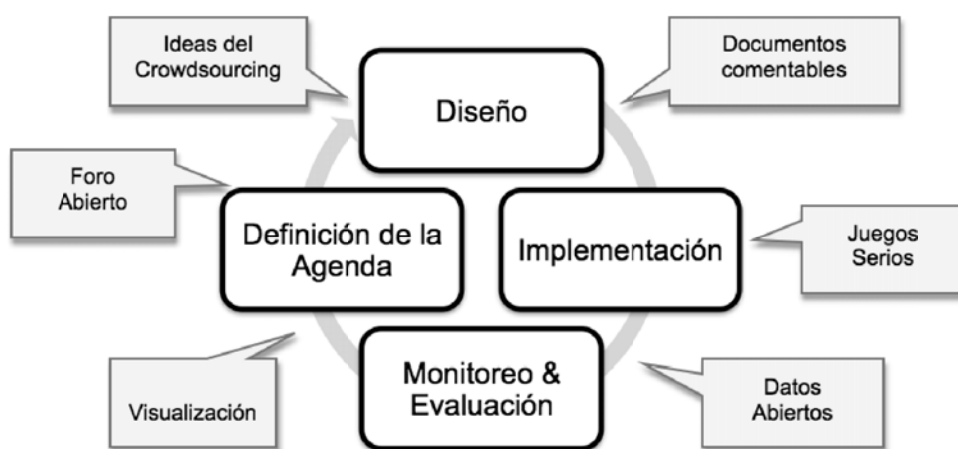 Ideas del
Crowdsourcing
Documentos
comentables
Diseño
Foro
Abierto
Definición de la
Agenda
Implementación
Juegos
Serios
Visualización
Monitoreo &
Evaluación
Datos
Abiertos